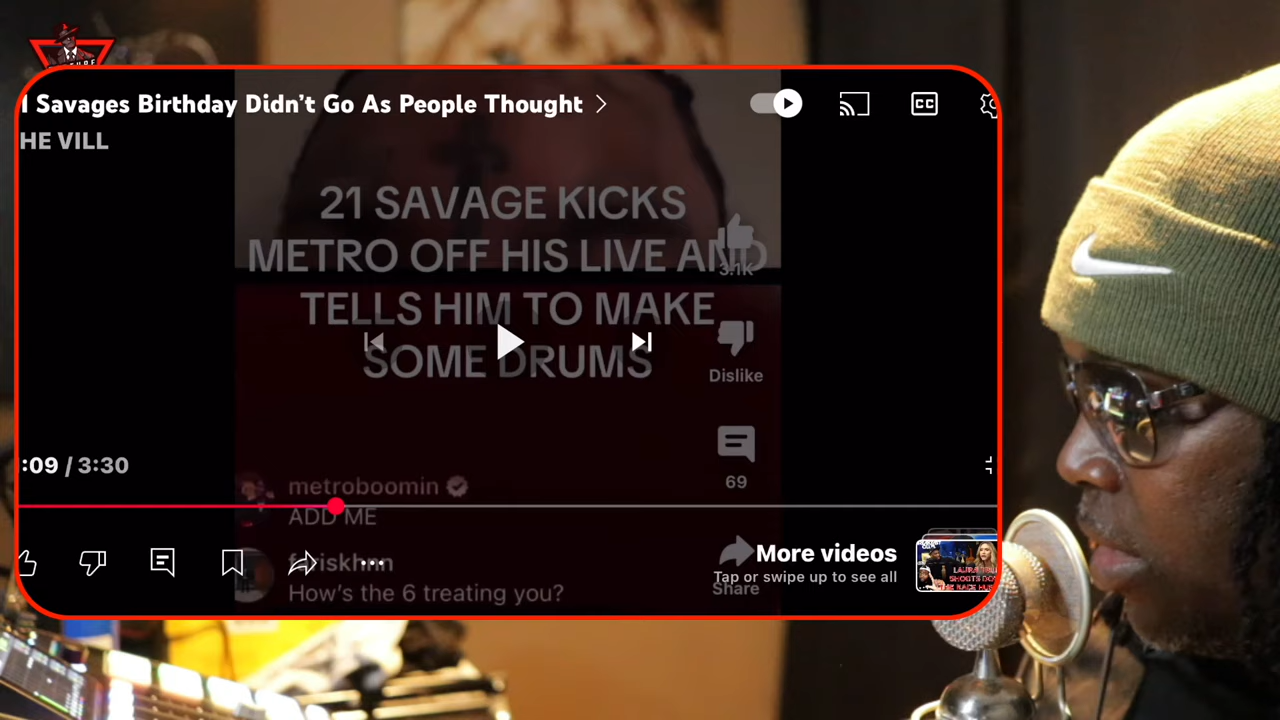 Savages Birthday Didn't Go As People Thought
HE VILL
21 SAVAGE KICKS
METRO OFF HIS LIVE AND
TELLS HIM TO MAKE
SOME DRUMS
CC
3.1K
Dislike
69
:09 / 3:30
metroboomin
ADD ME
How's the 6 treating you?
Share
More videos
Tap or swipe up to see all